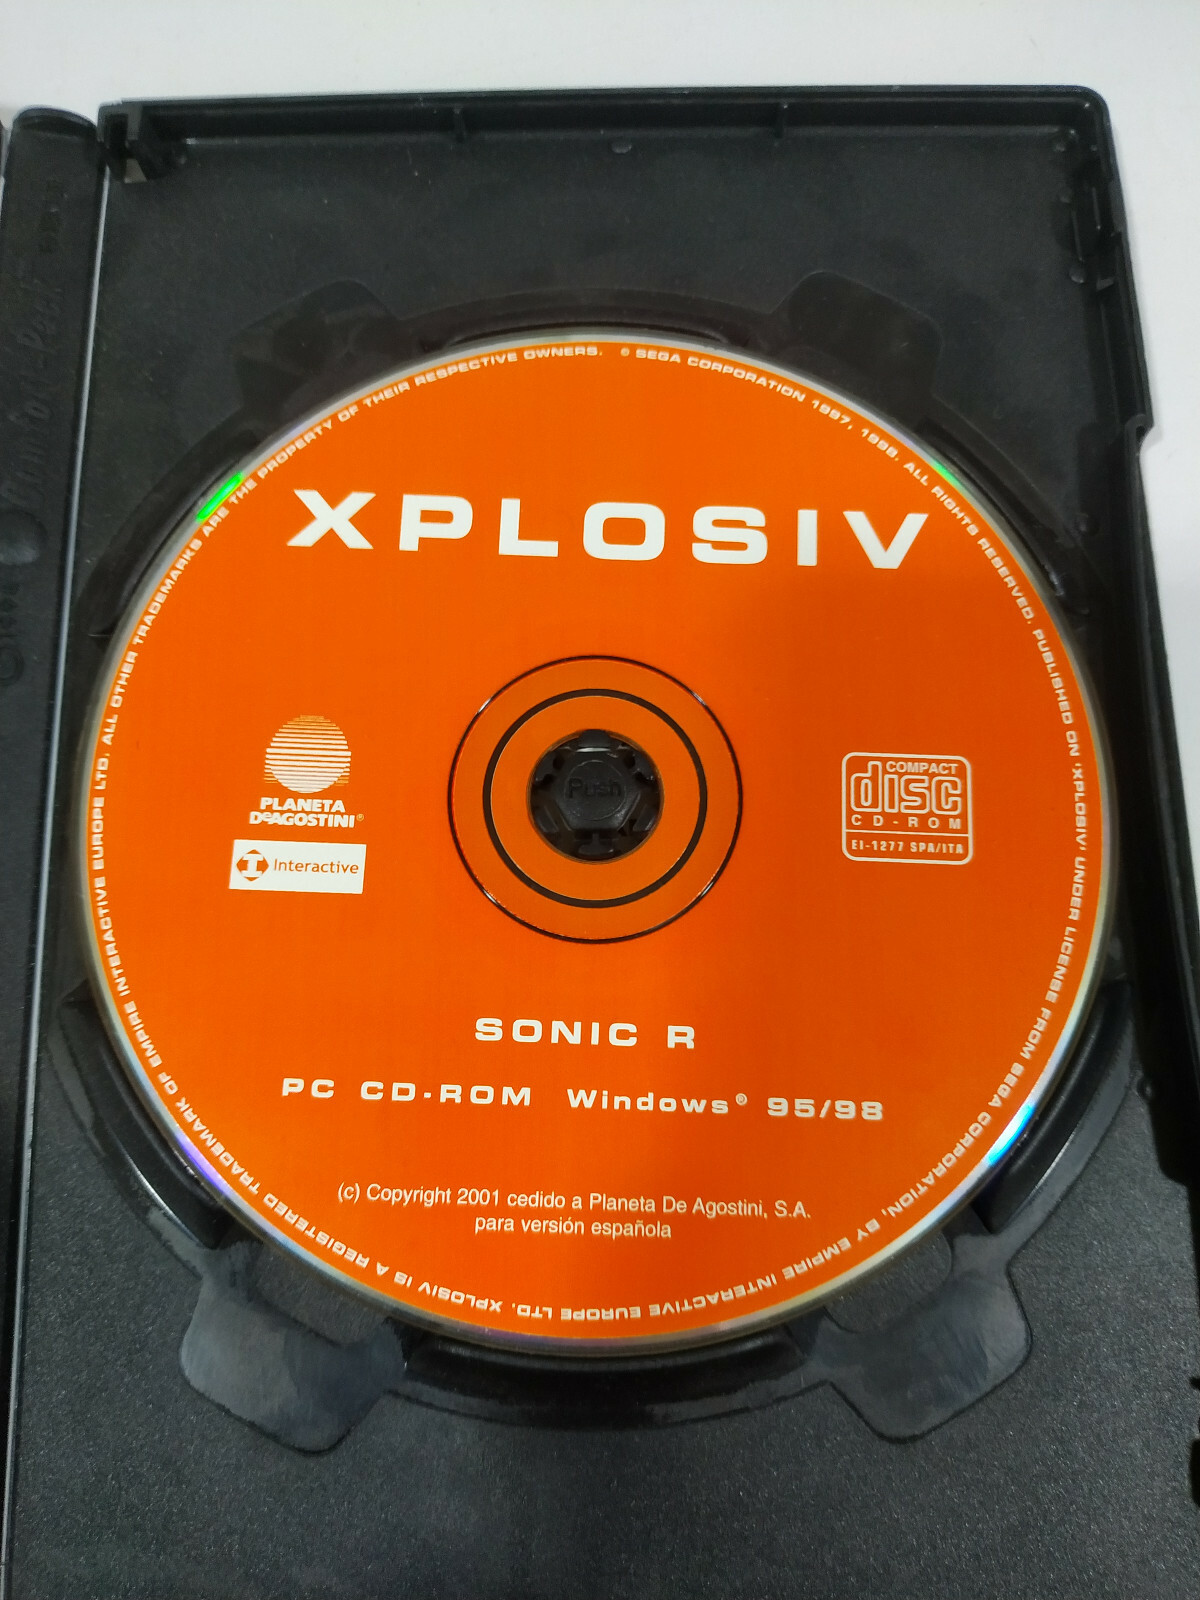 © SEGA CORPORATION 1997, 1998. ALL RIGHTS RESERVED. PUBLISHED ON 'XPLOSIV' UNDER LICENSE FROM SEGA CORPORATION, BY EMPIRE INTERACTIVE EUROPE LTD. XPLOSIV IS A REGISTERED TRADEMARK OF EMPIRE INTERACTIVE EUROPE LTD. ALL OTHER TRADEMARKS ARE THE PROPERTY OF THEIR RESPECTIVE OWNERS.
XPLOSIV
Push
PLANETA
DeAGOSTINI®
Interactive
COMPACT
disc
CD-ROM
EI-1277 SPA/ITA
SONIC R
PC CD-ROM Windows® 95/98
(c) Copyright 2001 cedido a Planeta De Agostini, S.A.
para versión española